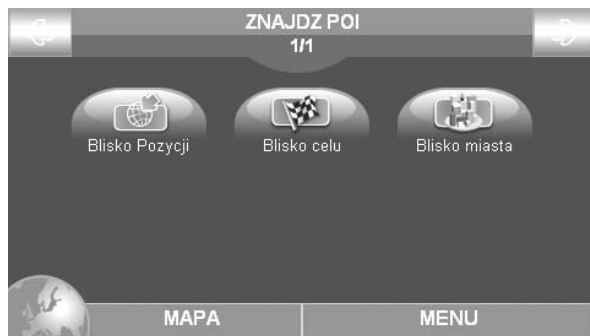 ZNAJDZ POI
1/1
Blisko Pozycji
Blisko celu
Blisko miasta
MAPA
MENU